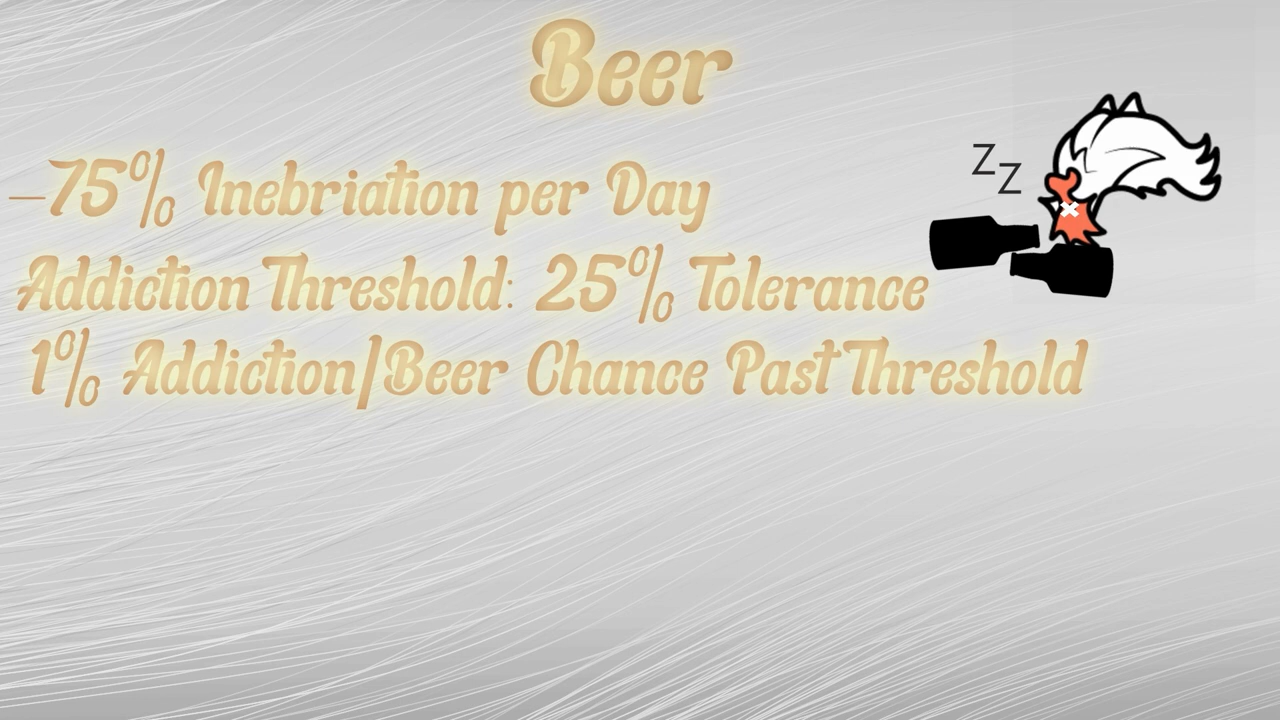 Beer
-75% Inebriation per Day
Z
Z
Addiction Threshold: 25% Tolerance
1% Addiction/Beer Chance Past Threshold